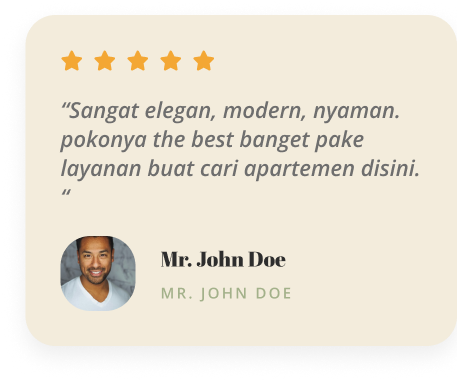 “Sangat elegan, modern, nyaman.
pokonya the best banget pake
layanan buat cari apartemen disini.
“
Mr. John Doe
MR. JOHN DOE